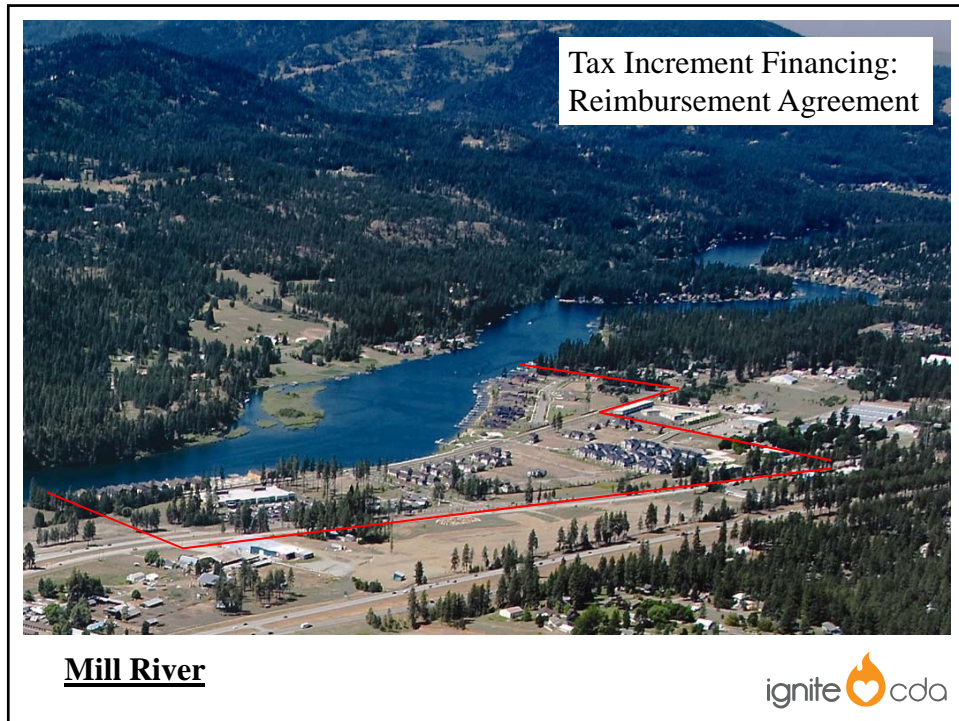 Tax Increment Financing:
Reimbursement Agreement
Mill River
ignite cda